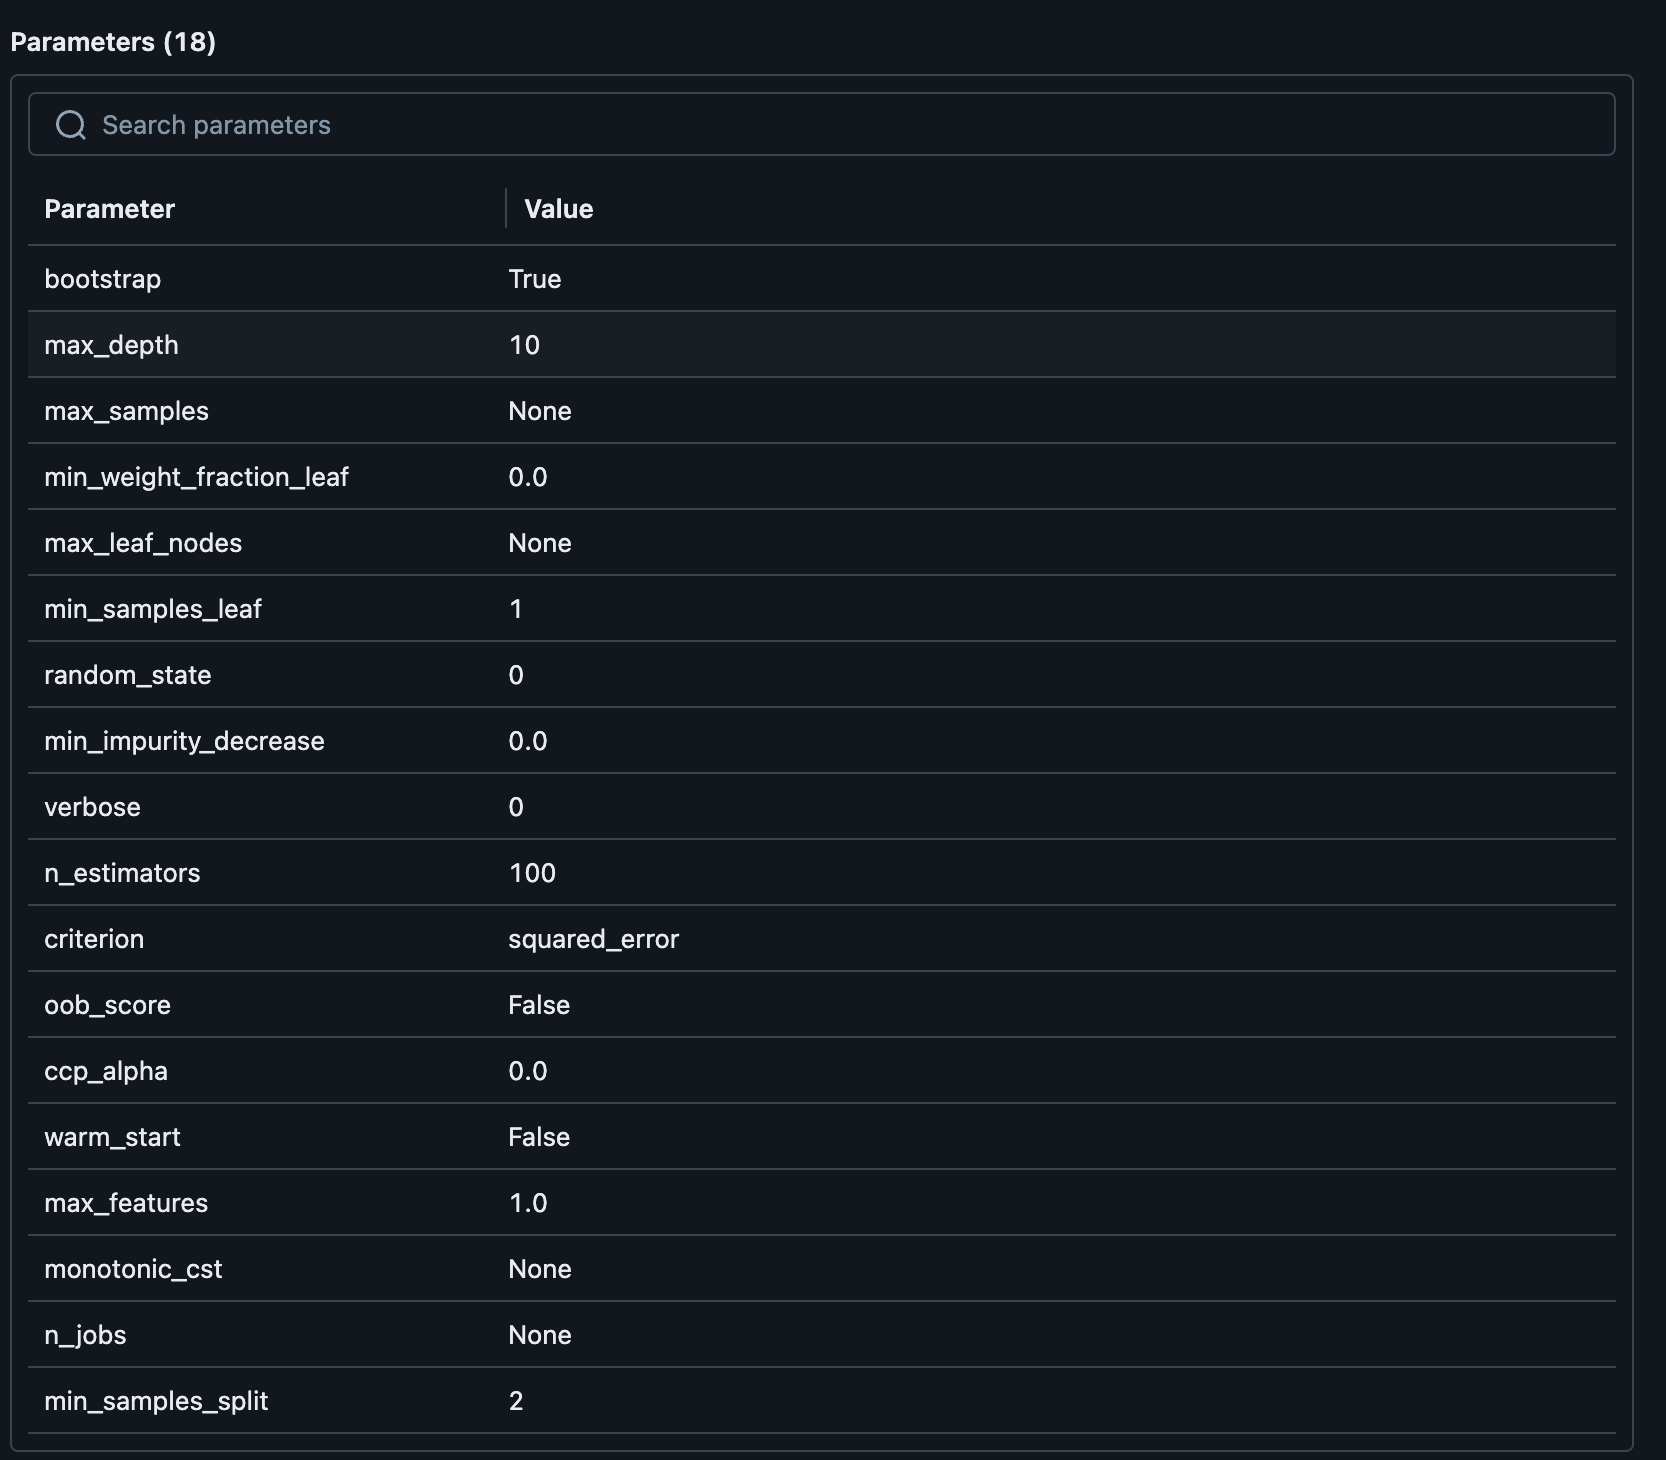 Parameters (18)
Search parameters
Parameter Value
bootstrap True
max_depth 10
max_samples None
min_weight_fraction_leaf 0.0
max_leaf_nodes None
min_samples_leaf 1
random_state 0
min_impurity_decrease 0.0
verbose 0
n_estimators 100
criterion squared_error
oob_score False
ccp_alpha 0.0
warm_start False
max_features 1.0
monotonic_cst None
n_jobs None
min_samples_split 2